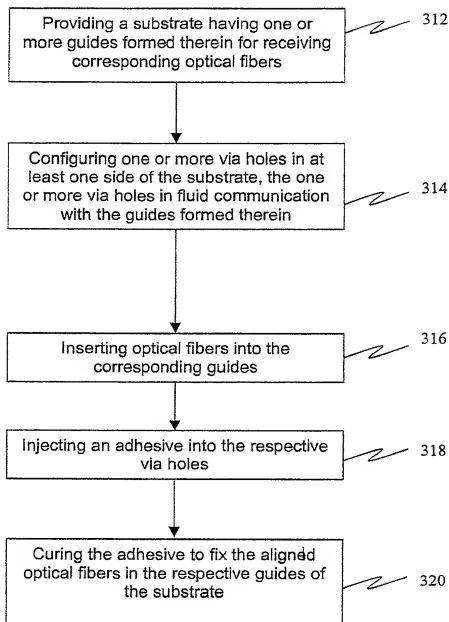 Providing a substrate having one or
more guides formed therein for receiving
corresponding optical fibers
312
Configuring one or more via holes in at
least one side of the substrate, the one
or more via holes in fluid communication
with the guides formed therein
314
Inserting optical fibers into the
corresponding guides
316
Injecting an adhesive into the respective
via holes
318
Curing the adhesive to fix the aligned
optical fibers in the respective guides of
the substrate
320